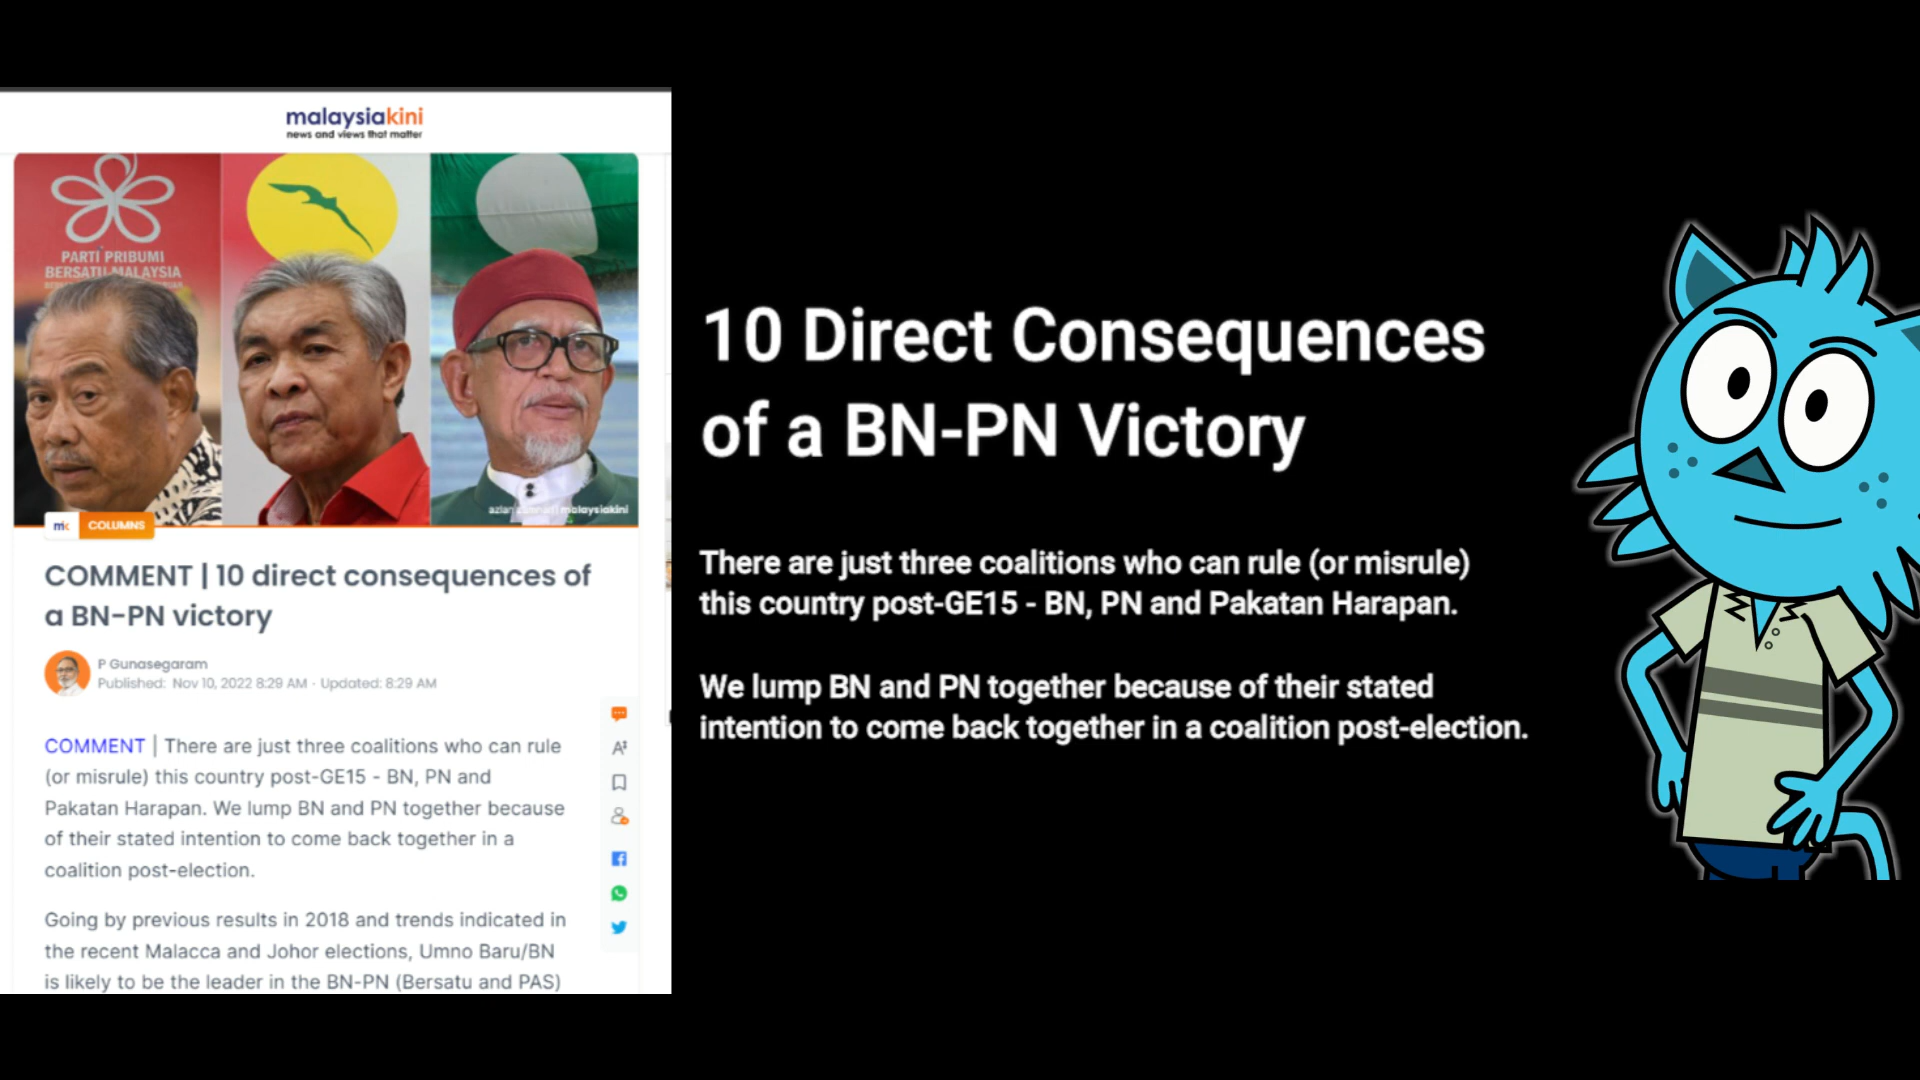 malaysiakini
news and views that matter
PARTI PRIBUMI
BERSATU MALAYSIA
malaysiakini
mk COLUMNS
COMMENT | 10 direct consequences of
a BN-PN victory
P Gunasegaram
Published: Nov 10, 2022 8:29 AM · Updated: 8:29 AM
COMMENT | There are just three coalitions who can rule
(or misrule) this country post-GE15 - BN, PN and
Pakatan Harapan. We lump BN and PN together because
of their stated intention to come back together in a
coalition post-election.
Going by previous results in 2018 and trends indicated in
the recent Malacca and Johor elections, Umno Baru/BN
is likely to be the leader in the BN-PN (Bersatu and PAS)
10 Direct Consequences
of a BN-PN Victory
There are just three coalitions who can rule (or misrule)
this country post-GE15 - BN, PN and Pakatan Harapan.
We lump BN and PN together because of their stated
intention to come back together in a coalition post-election.